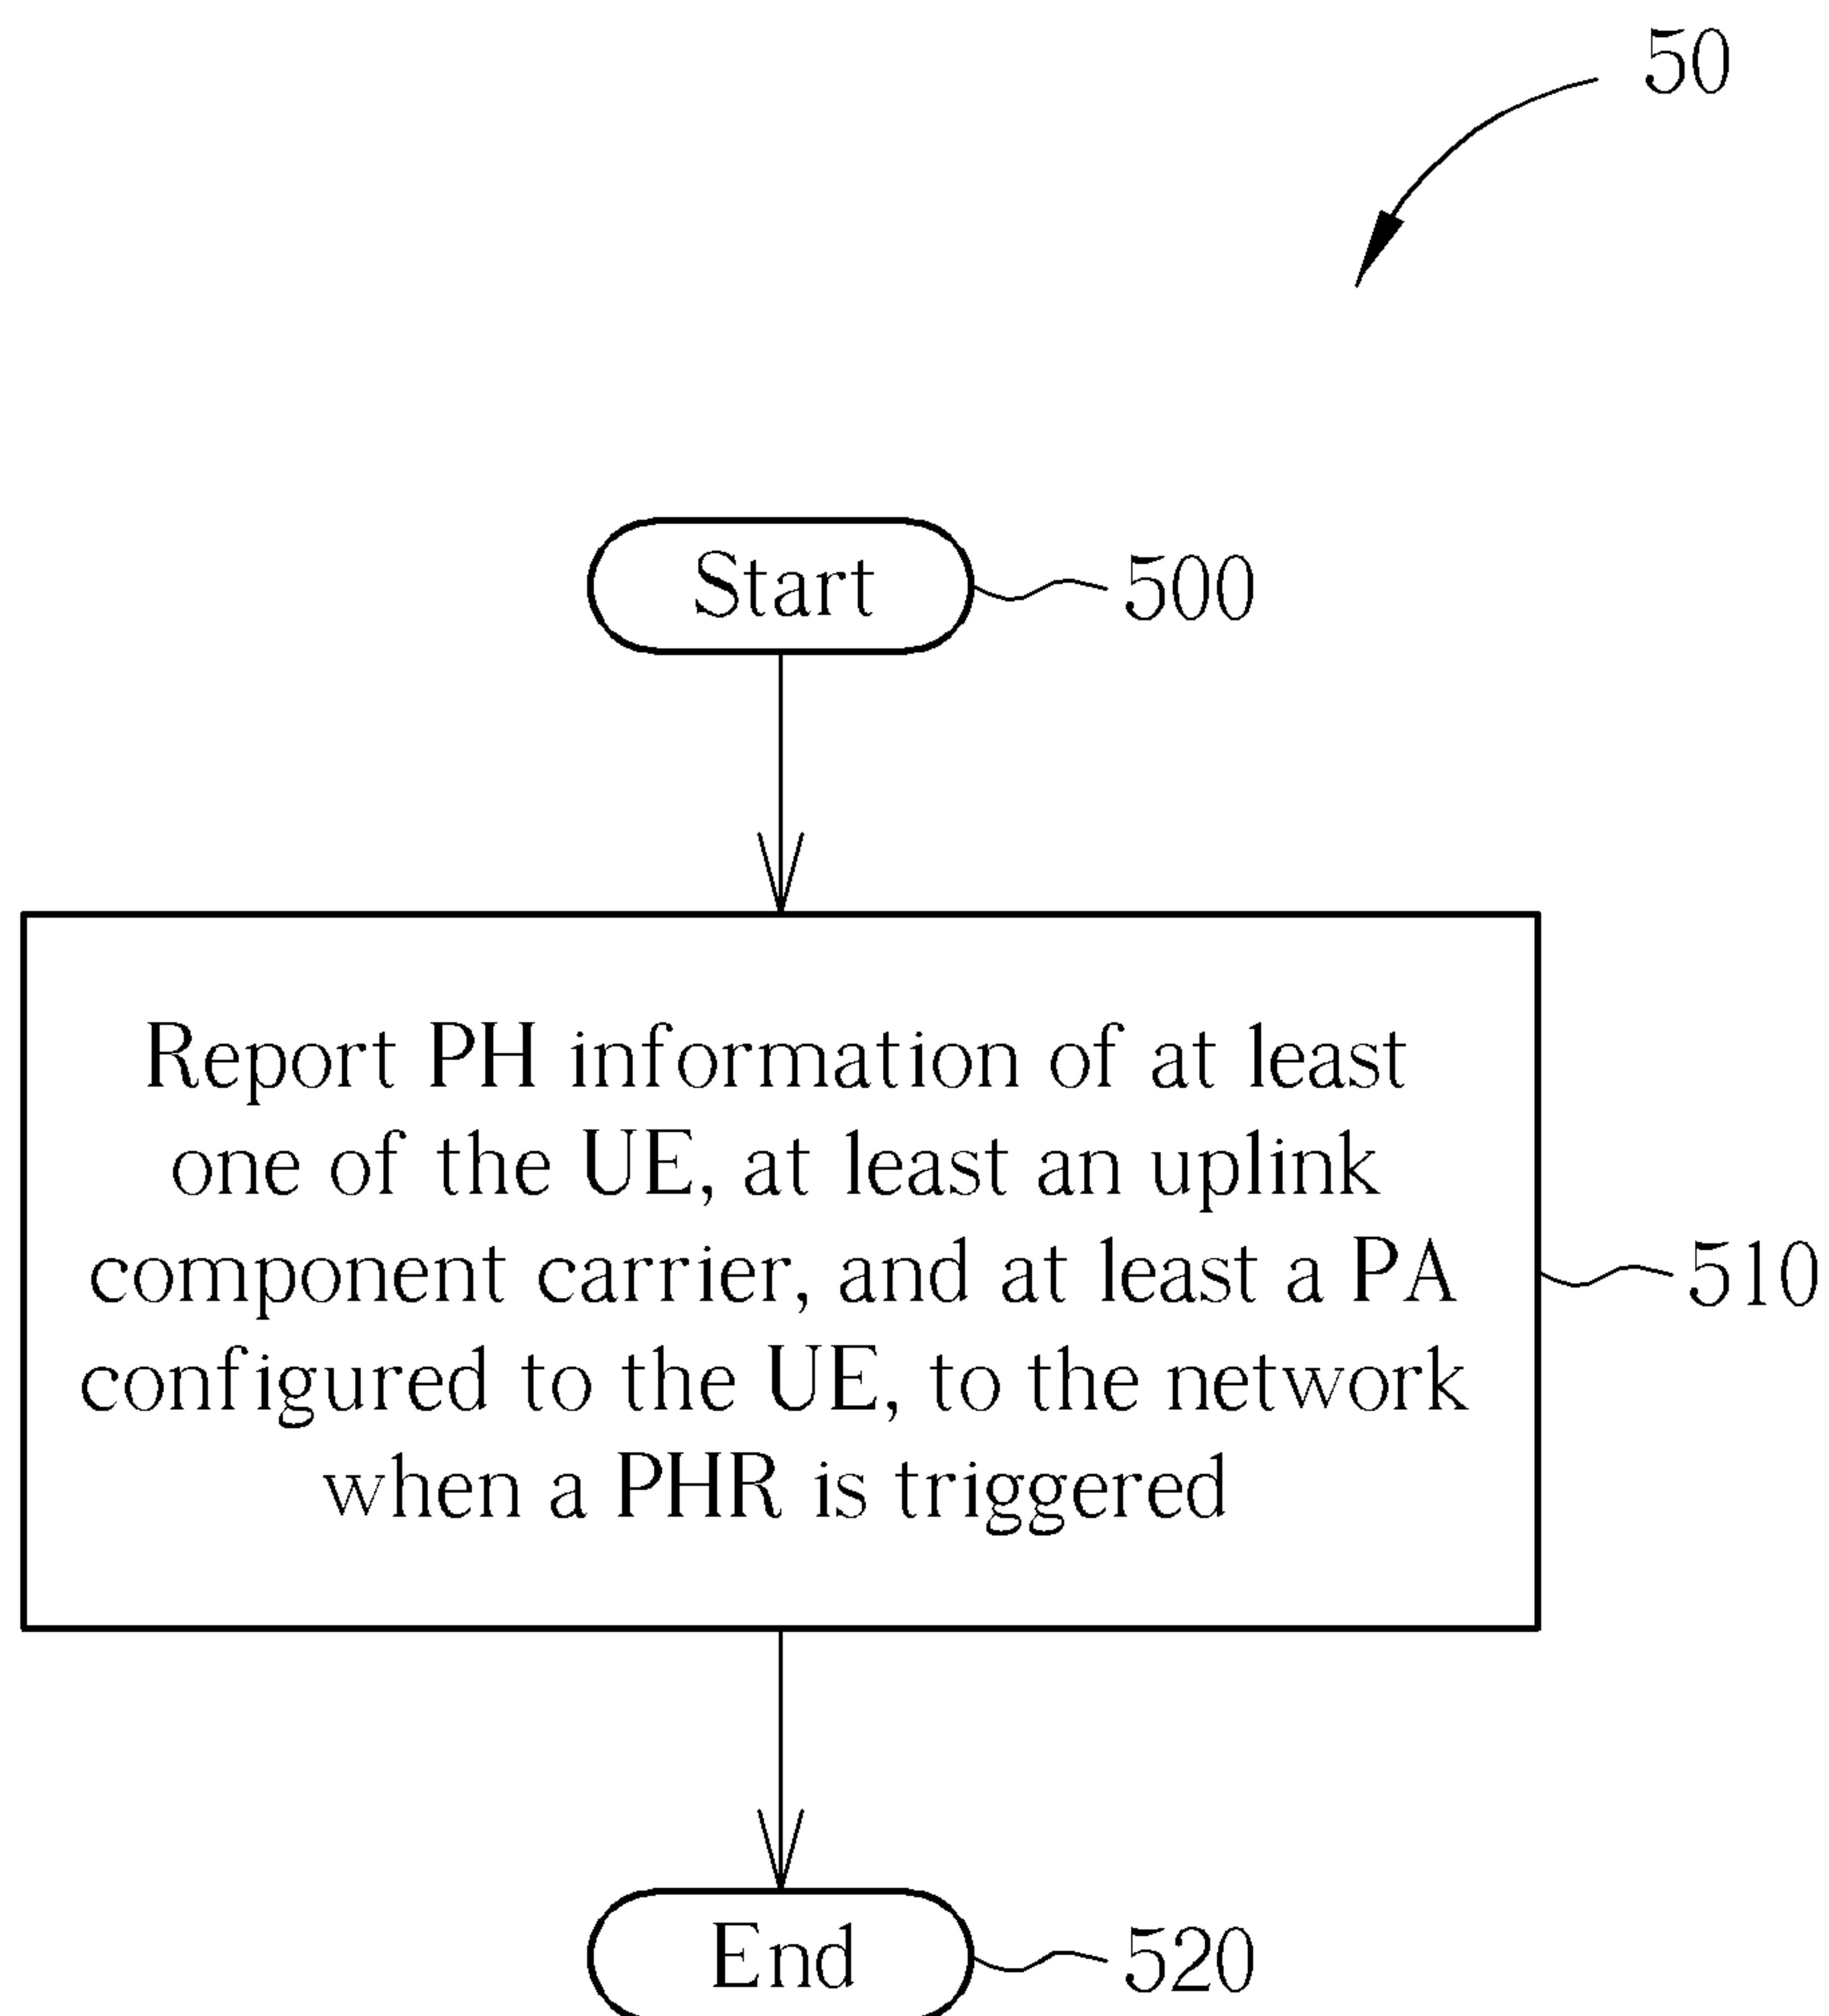 50
Start
500
Report PH information of at least
one of the UE, at least an uplink
component carrier, and at least a PA
configured to the UE, to the network
when a PHR is triggered
510
End
520